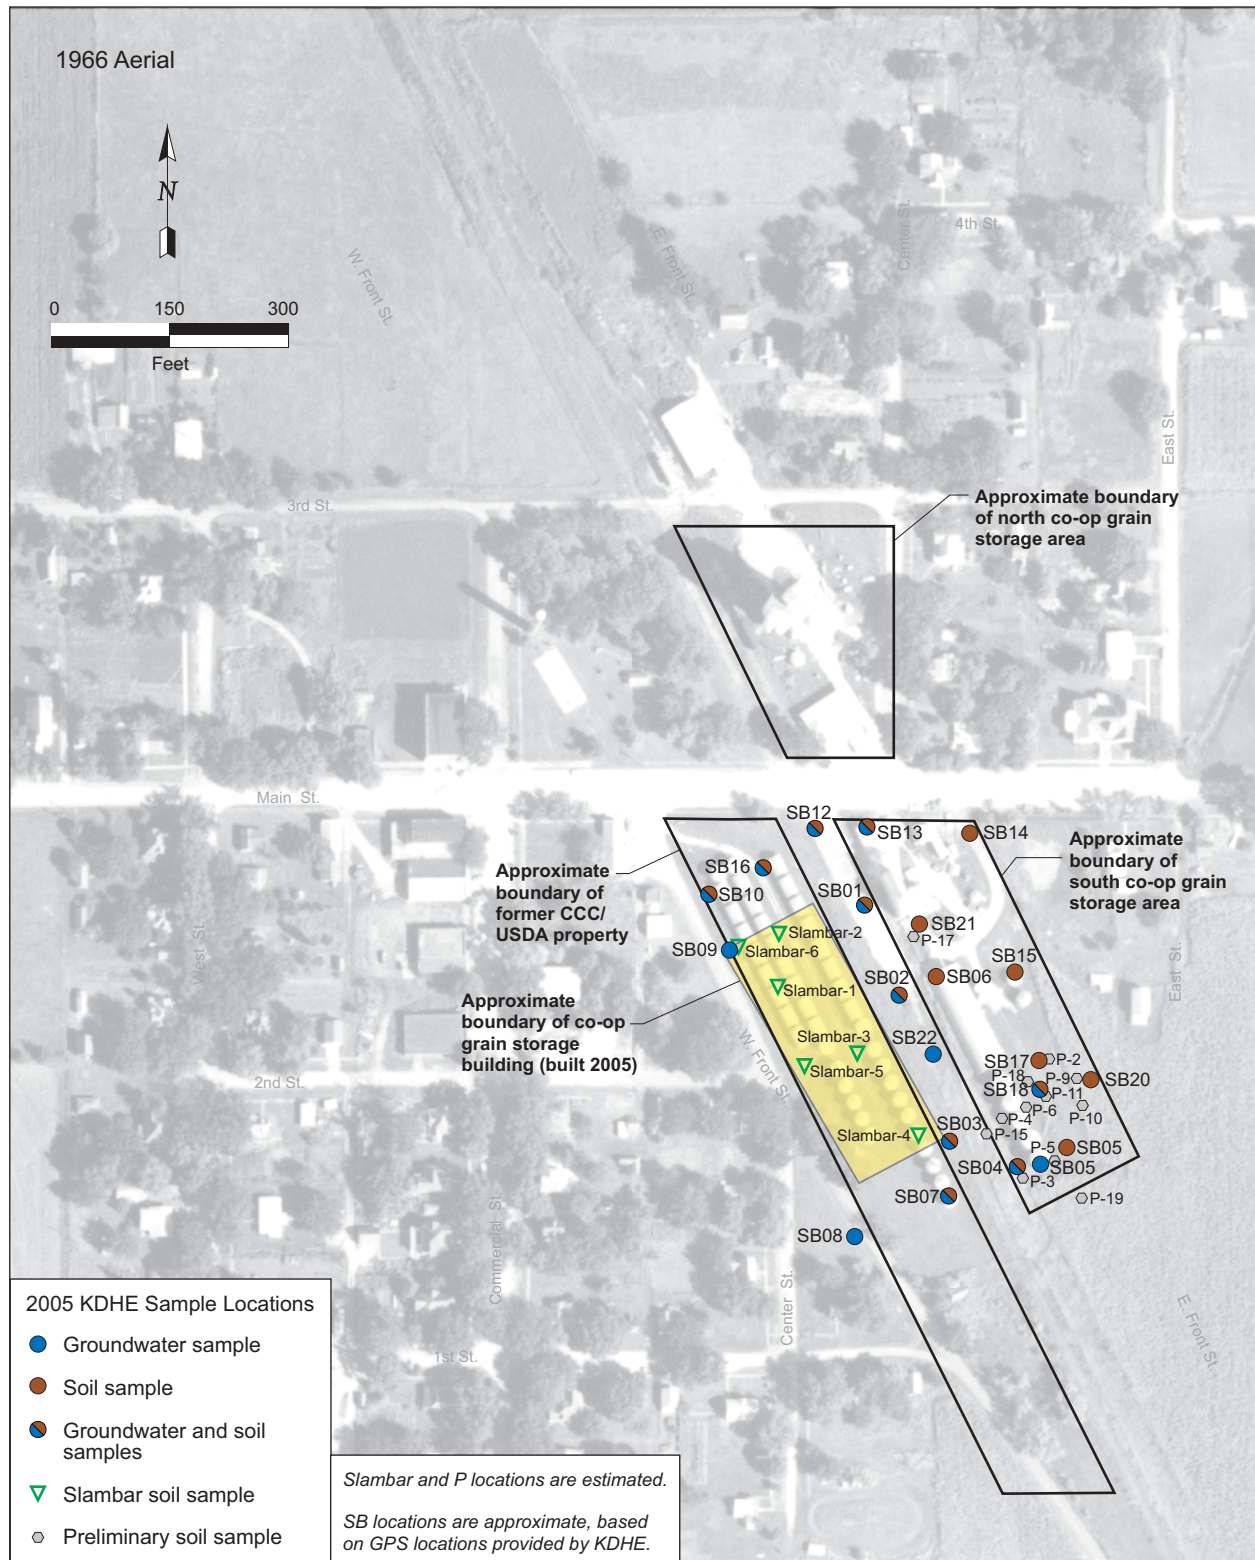 1966 Aerial
N
0 150 300
Feet
W. Front St.
E. Front St.
Center St.
4th St.
East St.
3rd St.
Approximate boundary
of north co-op grain
storage area
Main St.
SB12
SB13
SB14
Approximate
boundary of
south co-op grain
storage area
Approximate
boundary of
former CCC/
USDA property
SB16
SB10
SB01
SB21
P-17
Slambar-2
Slambar-6
SB09
West St.
East St.
SB15
SB06
SB02
Slambar-1
Approximate
boundary of co-op
grain storage
building (built 2005)
Slambar-3
SB22
Slambar-5
W. Front St.
2nd St.
SB17
P-2
P-18
P-9
SB20
SB18
P-11
P-6
P-10
P-4
P-15
Slambar-4
SB03
P-5
SB05
SB04
SB05
P-3
P-19
SB07
SB08
Commercial St.
Center St.
E. Front St.
1st St.
2005 KDHE Sample Locations
Groundwater sample
Soil sample
Groundwater and soil
samples
Slambar soil sample
Preliminary soil sample
Slambar and P locations are estimated.
SB locations are approximate, based
on GPS locations provided by KDHE.